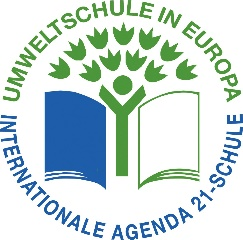 UMWELTSCHULE IN EUROPA
INTERNATIONALE AGENDA 21-SCHULE